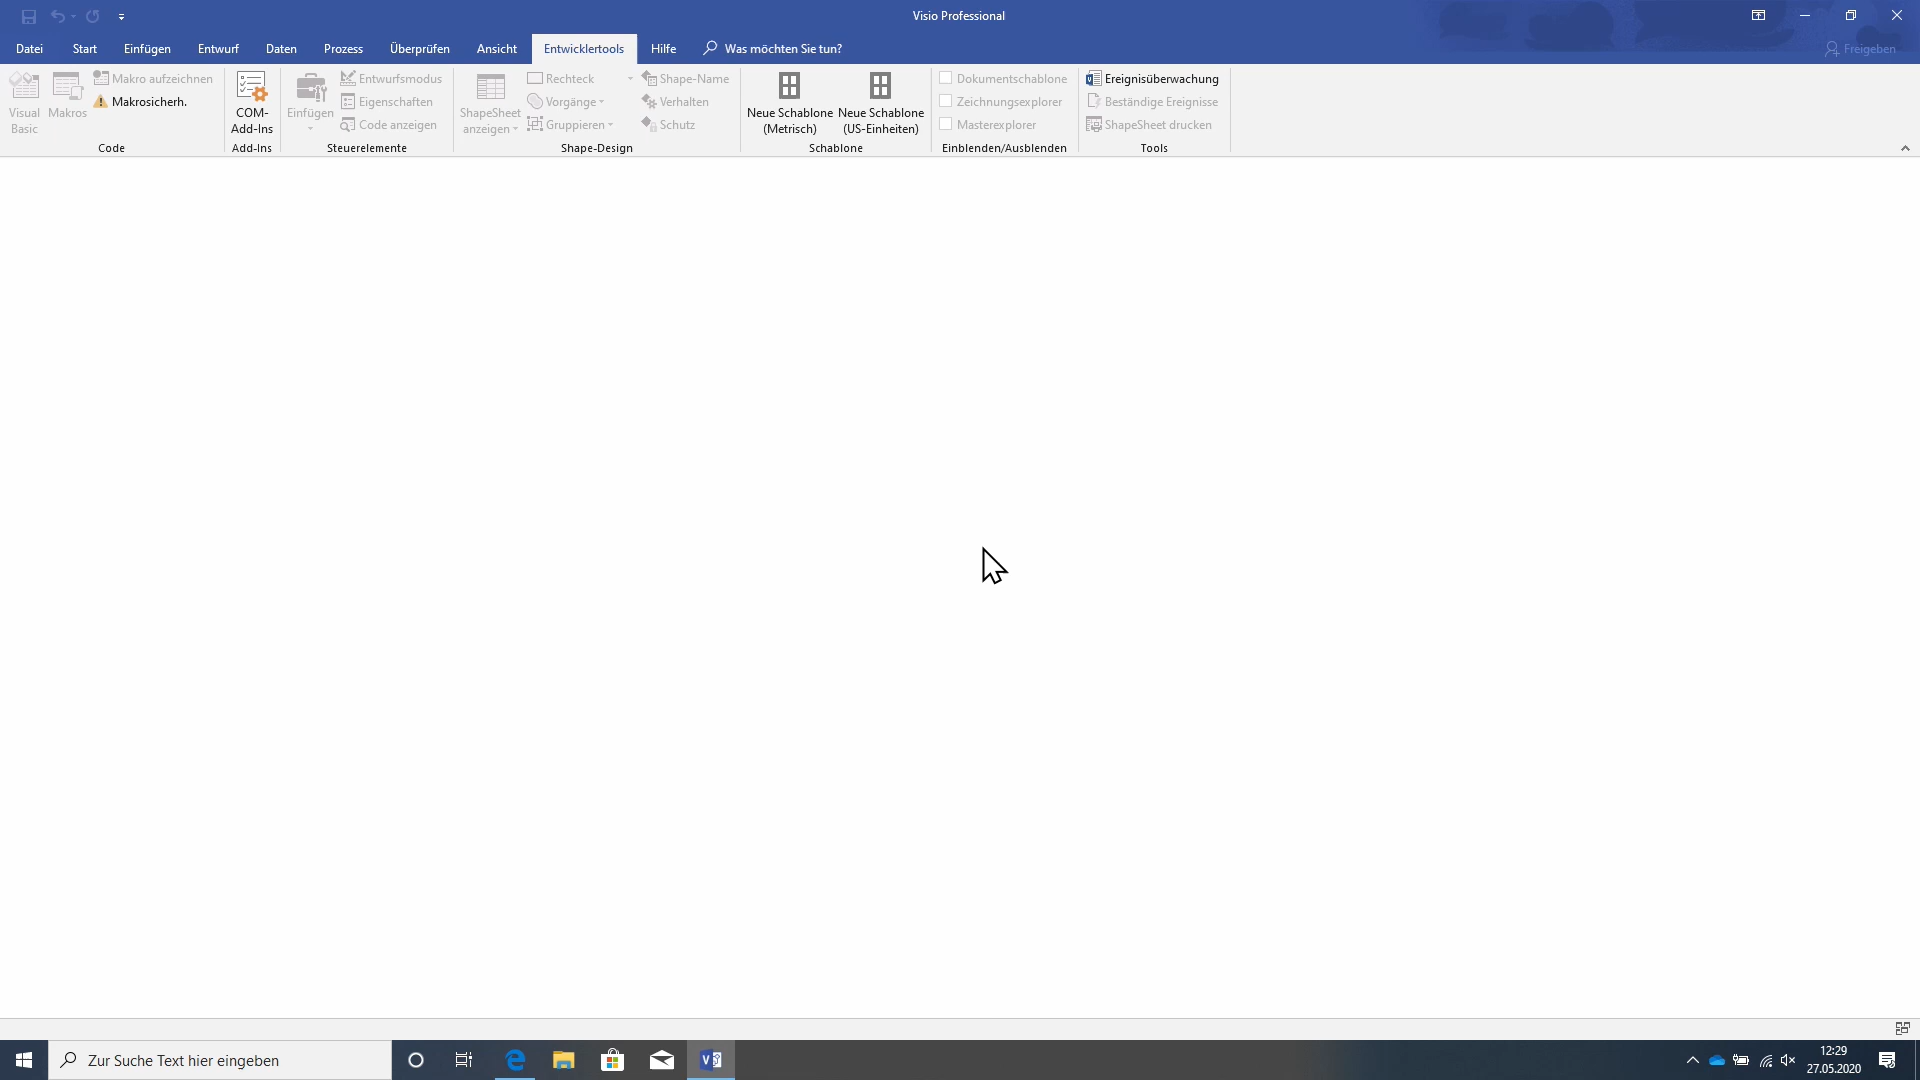 Visio Professional
Datei Start Einfügen Entwurf Daten Prozess Überprüfen Ansicht Entwicklertools Hilfe Was möchten Sie tun? Freigeben
Visual
Basic
Makros
Makro aufzeichnen
Makrosicherh.
Code
COM-
Add-Ins
Add-Ins
Einfügen
Entwurfsmodus
Eigenschaften
Code anzeigen
Steuerelemente
ShapeSheet
anzeigen
Rechteck
Vorgänge
Gruppieren
Shape-Name
Verhalten
Schutz
Shape-Design
Neue Schablone
(Metrisch)
Neue Schablone
(US-Einheiten)
Schablone
Dokumentschablone
Zeichnungsexplorer
Masterexplorer
Einblenden/Ausblenden
Ereignisüberwachung
Beständige Ereignisse
ShapeSheet drucken
Tools
Zur Suche Text hier eingeben
12:29
27.05.2020